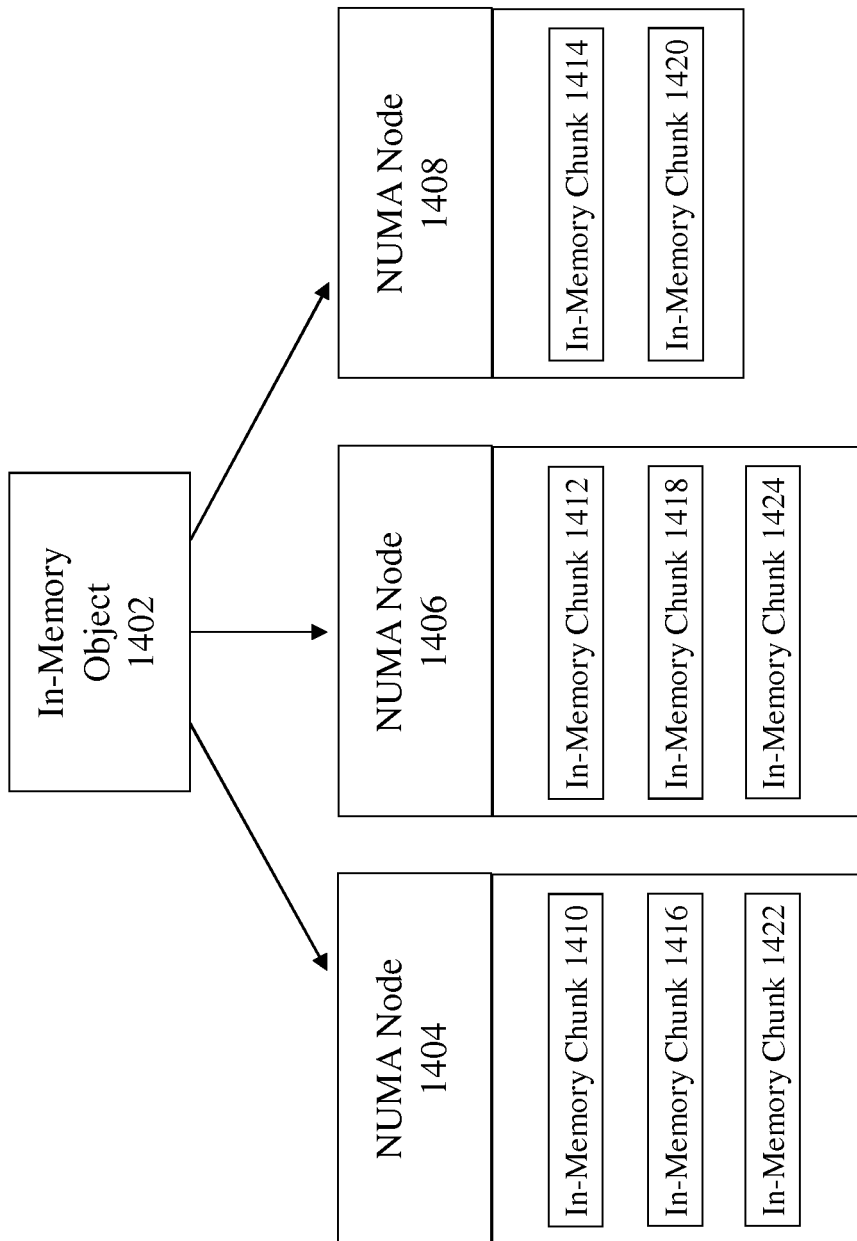 In-Memory
Object
1402
NUMA Node
1404
In-Memory Chunk 1410
In-Memory Chunk 1416
In-Memory Chunk 1422
NUMA Node
1406
In-Memory Chunk 1412
In-Memory Chunk 1418
In-Memory Chunk 1424
NUMA Node
1408
In-Memory Chunk 1414
In-Memory Chunk 1420